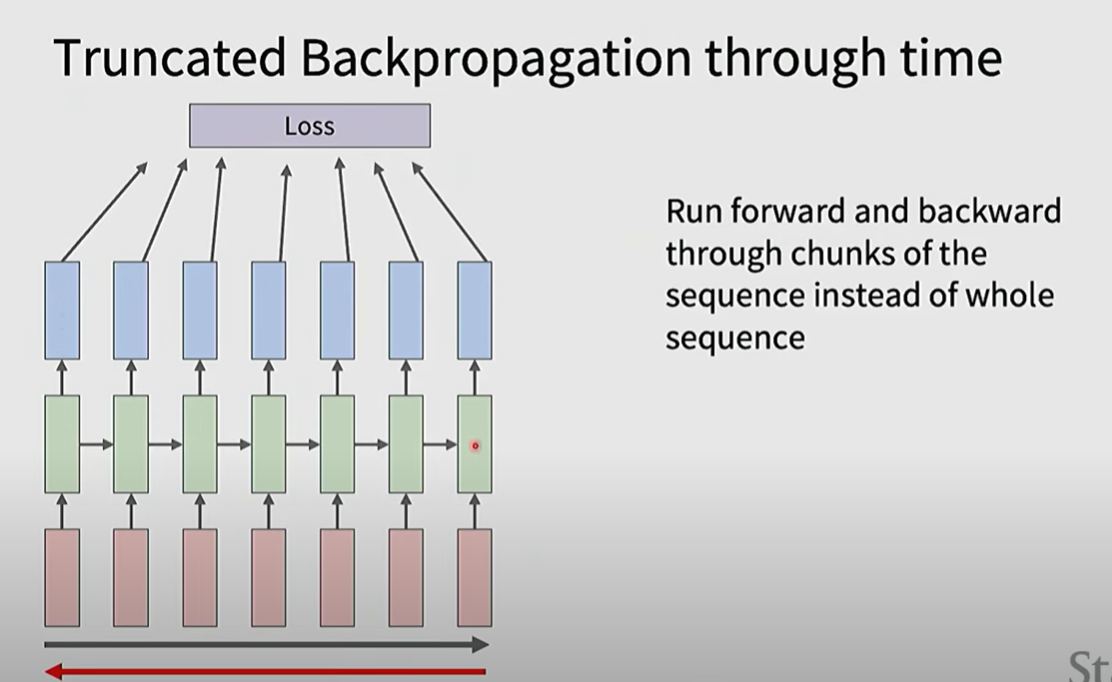 Truncated Backpropagation through time
Loss
Run forward and backward
through chunks of the
sequence instead of whole
sequence
St